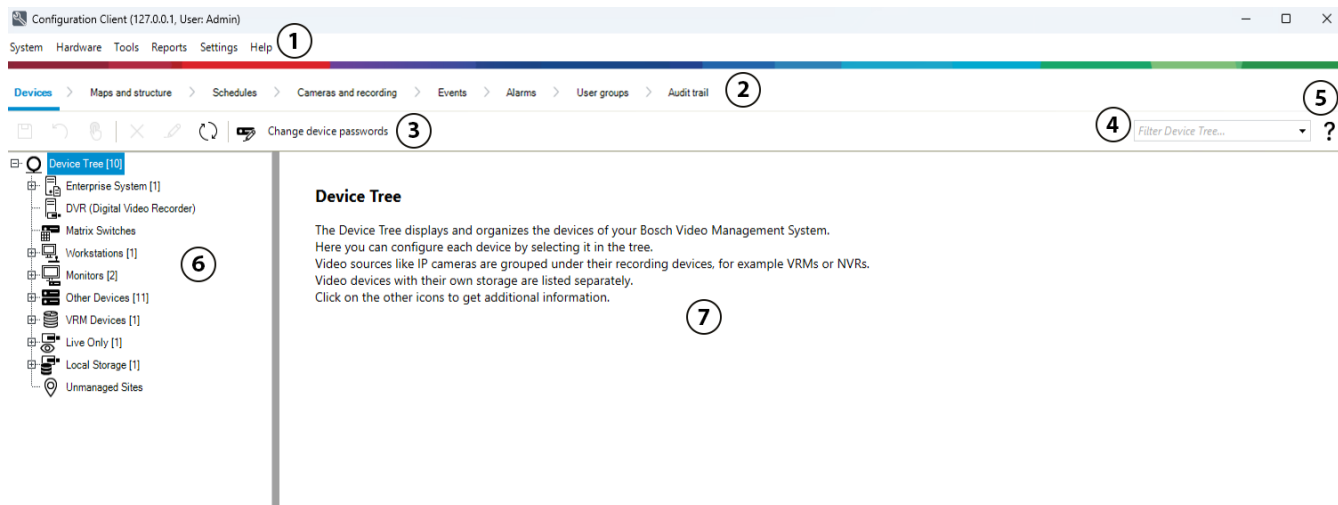 Configuration Client (127.0.0.1, User: Admin)
System Hardware Tools Reports Settings Help 1
Devices > Maps and structure > Schedules > Cameras and recording > Events > Alarms > User groups > Audit trail 2
5
Change device passwords 3
4 Filter Device Tree... ?
Device Tree [10]
Enterprise System [1]
DVR (Digital Video Recorder)
Matrix Switches
Workstations [1]
6
Monitors [2]
Other Devices [11]
VRM Devices [1]
Live Only [1]
Local Storage [1]
Unmanaged Sites
Device Tree
The Device Tree displays and organizes the devices of your Bosch Video Management System.
Here you can configure each device by selecting it in the tree.
Video sources like IP cameras are grouped under their recording devices, for example VRMs or NVRs.
Video devices with their own storage are listed separately.
Click on the other icons to get additional information.
7